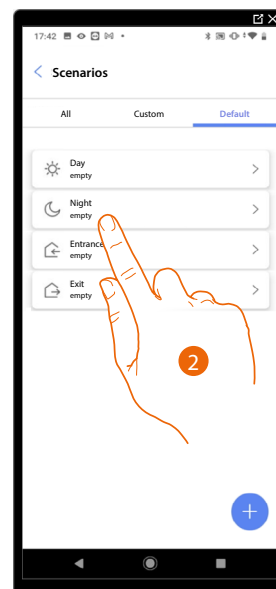 17:42
Scenarios
All Custom Default
Day
empty
Night
empty
Entrance
empty
Exit
empty
2